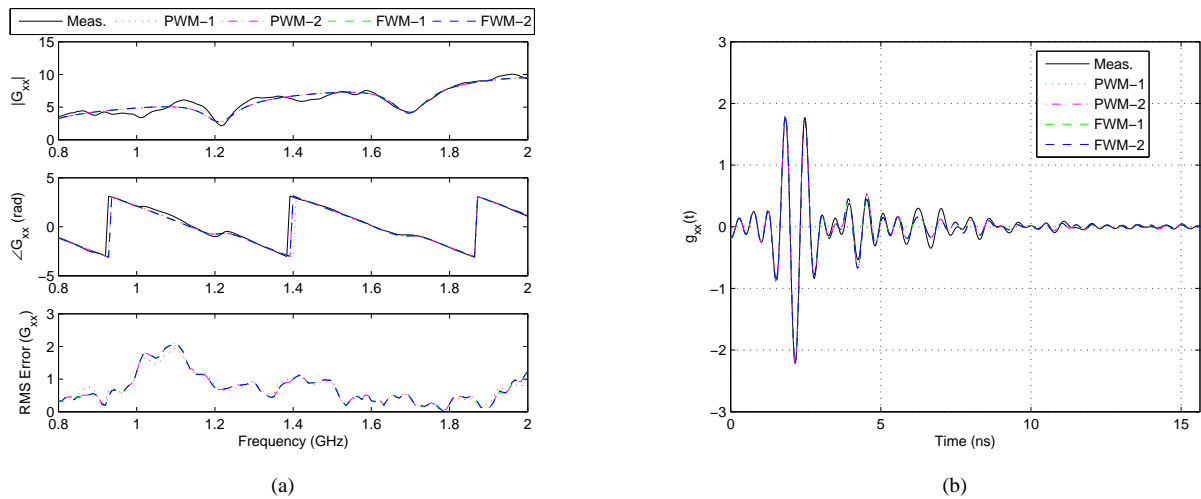 Meas. PWM−1 PWM−2 FWM−1 FWM−2
15
10
5
0
|G_xx|
0.8 1 1.2 1.4 1.6 1.8 2
5
0
−5
∠G_xx (rad)
0.8 1 1.2 1.4 1.6 1.8 2
3
2
1
0
RMS Error (G_xx)
0.8 1 1.2 1.4 1.6 1.8 2
Frequency (GHz)
(a)
3
2
1
0
−1
−2
−3
g_xx(t)
Meas.
PWM−1
PWM−2
FWM−1
FWM−2
0 5 10 15
Time (ns)
(b)